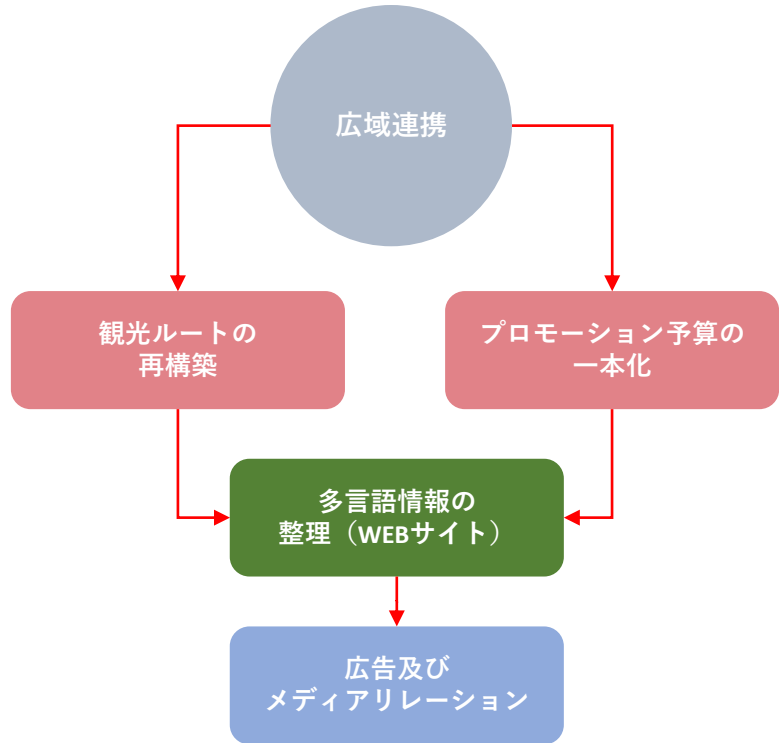 広域連携
観光ルートの
再構築
プロモーション予算の
一本化
多言語情報の
整理（WEBサイト）
広告及び
メディアリレーション